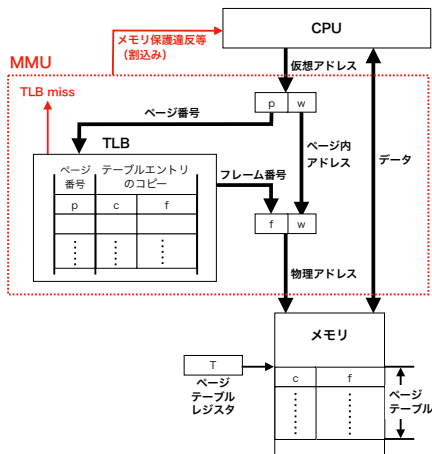 CPU
メモリ保護違反等
（割込み）
MMU
仮想アドレス
TLB miss
p w
ページ番号
TLB
ページ内
アドレス
データ
ページ
番号
テーブルエントリ
のコピー
フレーム番号
p c f
f w
物理アドレス
メモリ
T
ページ
テーブル
レジスタ
c f
ページ
テーブル